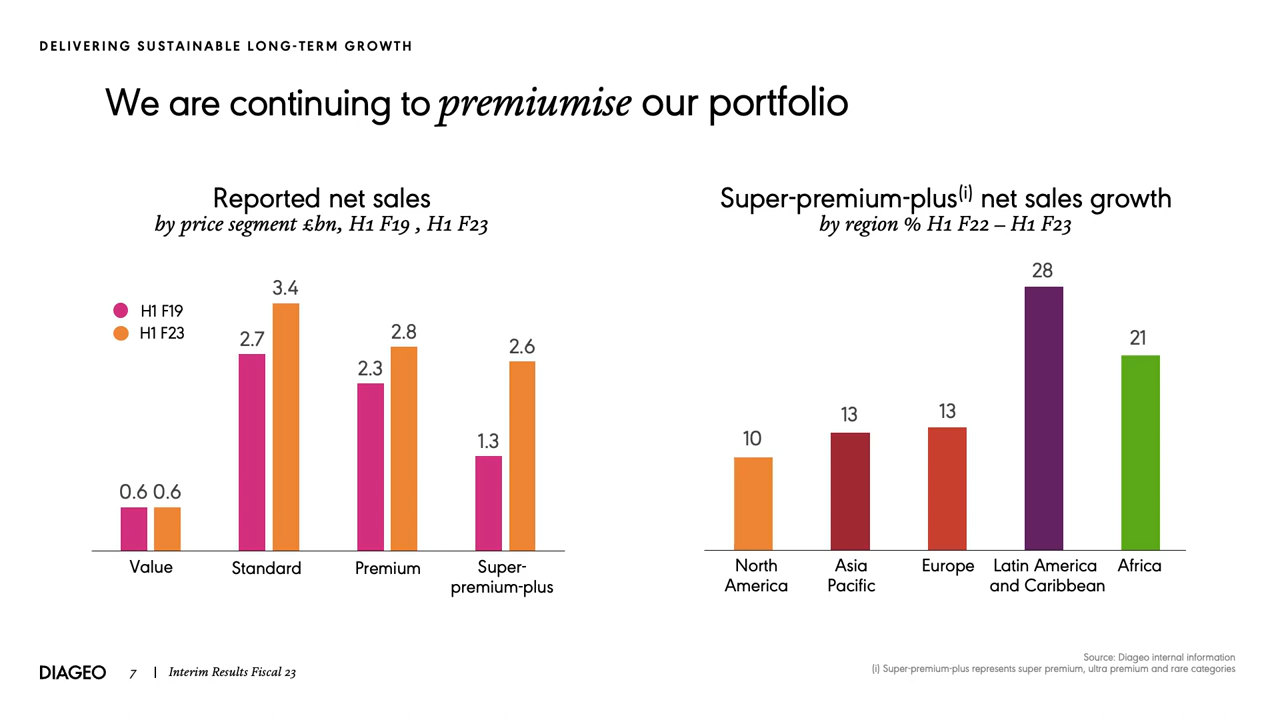 DELIVERING SUSTAINABLE LONG-TERM GROWTH
We are continuing to premiumise our portfolio
Reported net sales
by price segment £bn, H1 F19 , H1 F23
H1 F19
H1 F23
0.6 0.6
2.7
3.4
2.3
2.8
1.3
2.6
Value
Standard
Premium
Super-
premium-plus
Super-premium-plus(i) net sales growth
by region % H1 F22 – H1 F23
10
13
13
28
21
North
America
Asia
Pacific
Europe
Latin America
and Caribbean
Africa
DIAGEO 7 | Interim Results Fiscal 23
Source: Diageo internal information
(i) Super-premium-plus represents super premium, ultra premium and rare categories